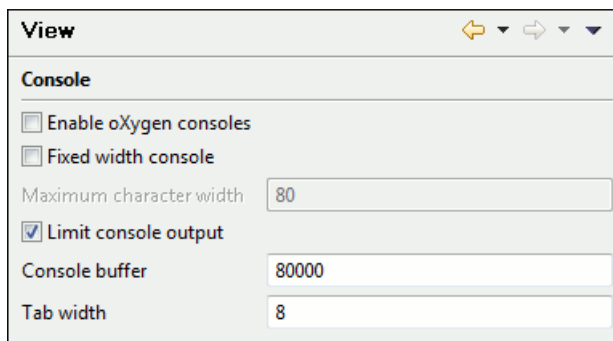 View
Console
Enable oXygen consoles
Fixed width console
Maximum character width 80
Limit console output
Console buffer 80000
Tab width 8